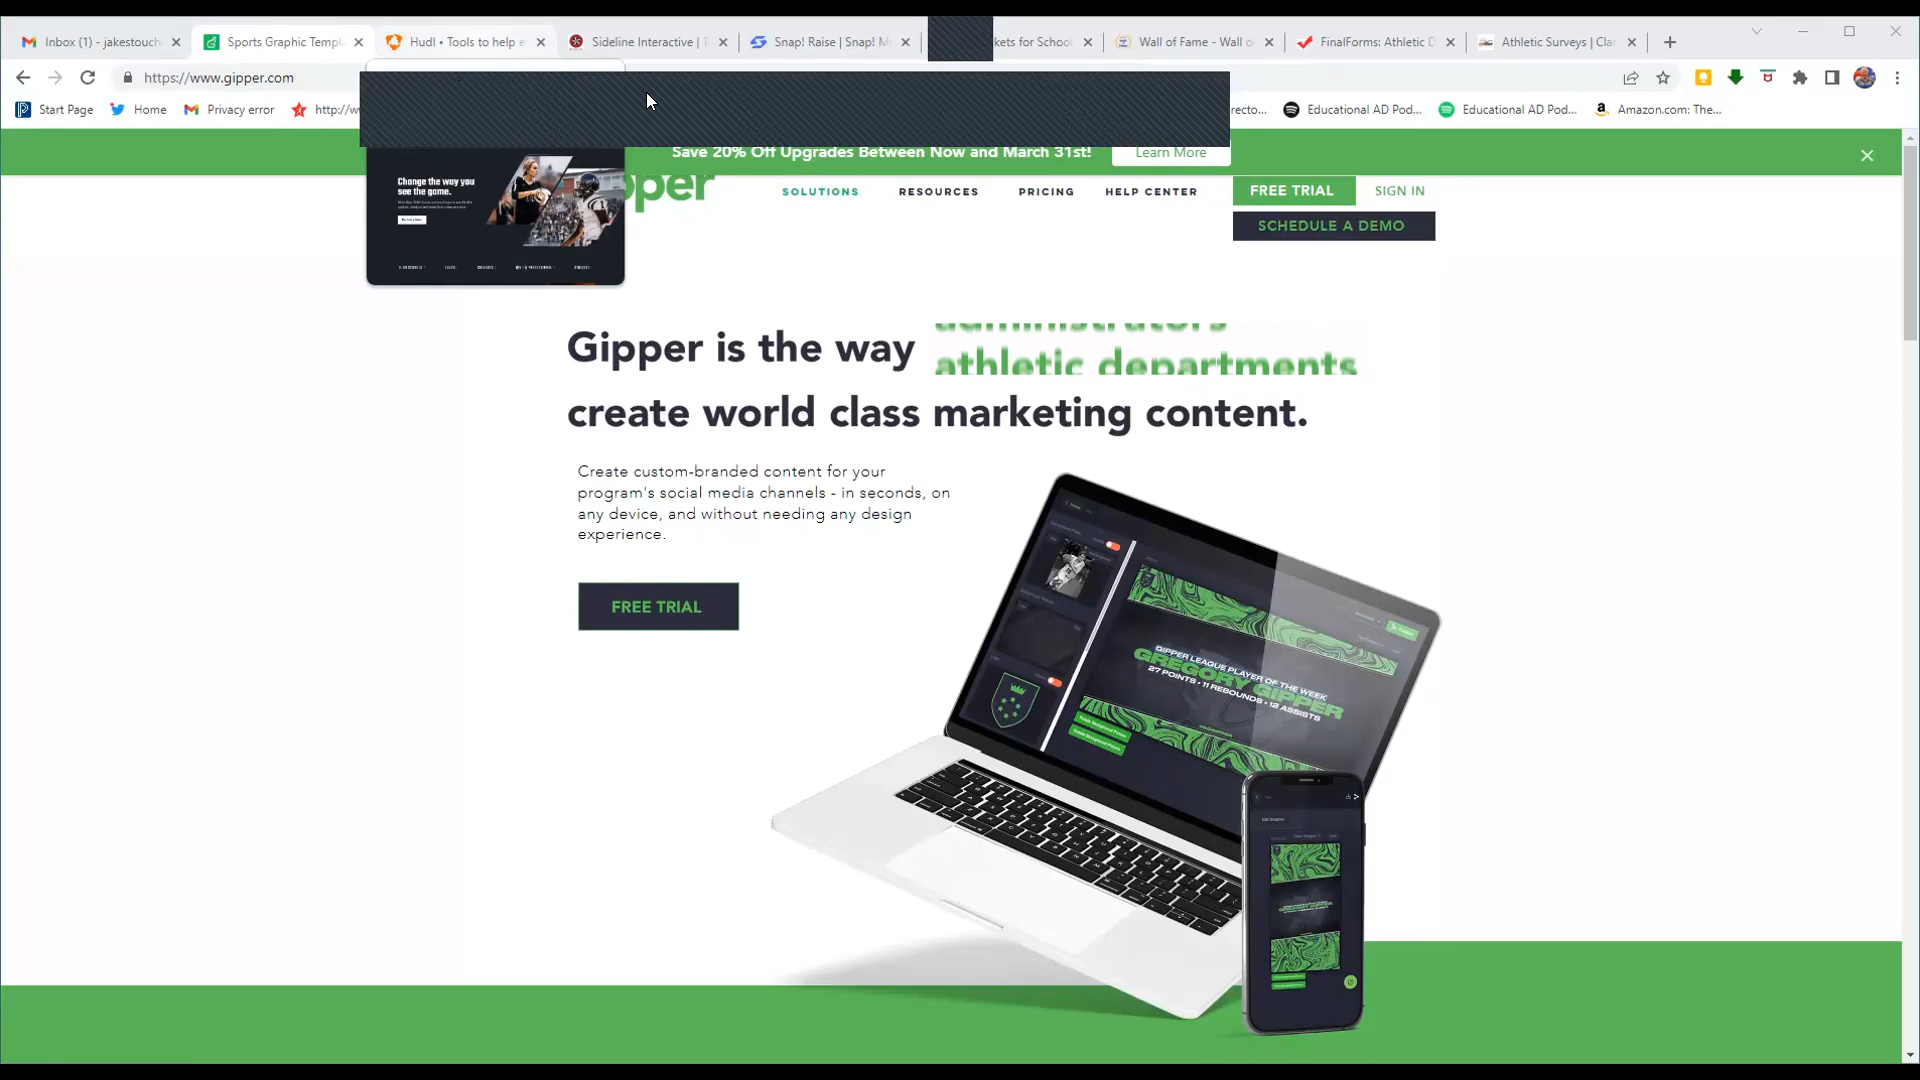 Inbox (1) - jakestouch
Sports Graphic Templ
Hudl • Tools to help e
Sideline Interactive | T
Snap! Raise | Snap! M
kets for School
Wall of Fame - Wall o
FinalForms: Athletic D
Athletic Surveys | Cla
https://www.gipper.com
Start Page
Home
Privacy error
http://w
recto...
Educational AD Pod...
Educational AD Pod...
Amazon.com: The...
Save 20% Off Upgrades Between Now and March 31st!
Learn More
Change the way you
see the game.
pper
SOLUTIONS
RESOURCES
PRICING
HELP CENTER
FREE TRIAL
SIGN IN
SCHEDULE A DEMO
Gipper is the way
administrators
athletic departments
create world class marketing content.
Create custom-branded content for your
program's social media channels - in seconds, on
any device, and without needing any design
experience.
FREE TRIAL
GIPPER LEAGUE PLAYER OF THE WEEK
GREGORY GIPPER
27 POINTS • 11 REBOUNDS • 12 ASSISTS